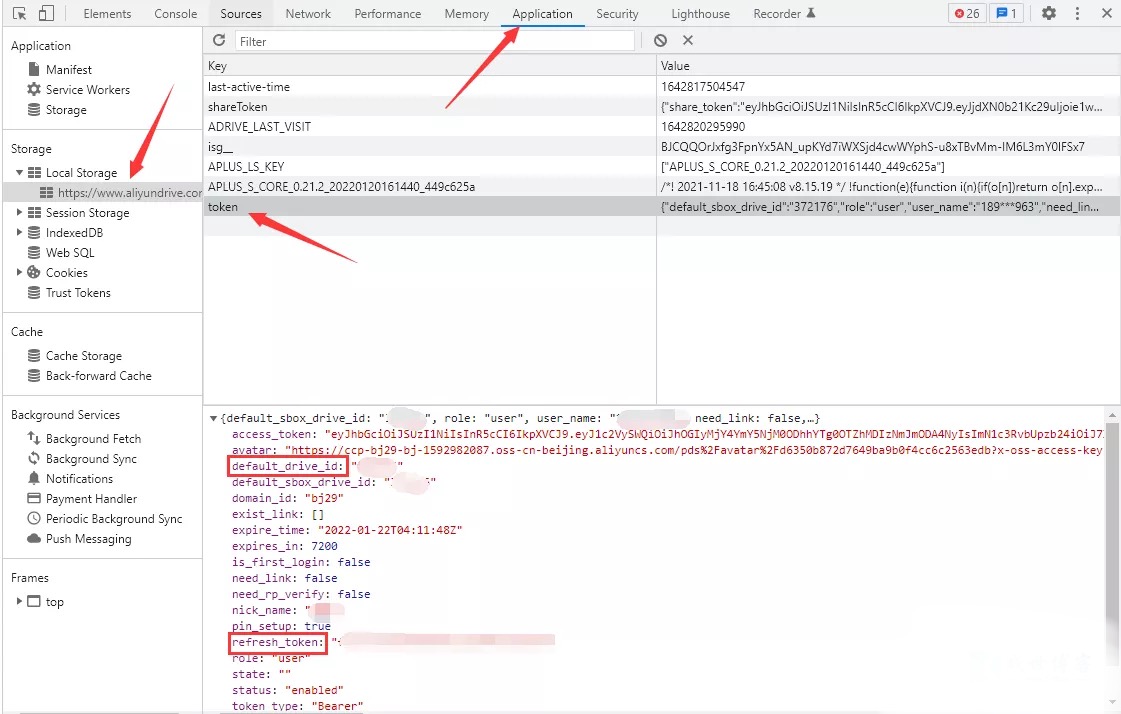 Elements Console Sources Network Performance Memory Application Security Lighthouse Recorder 26 1
Application
Manifest
Service Workers
Storage
Storage
Local Storage
https://www.aliyundrive.cor
Session Storage
IndexedDB
Web SQL
Cookies
Trust Tokens
Cache
Cache Storage
Back-forward Cache
Background Services
Background Fetch
Background Sync
Notifications
Payment Handler
Periodic Background Sync
Push Messaging
Frames
top
Filter
Key Value
last-active-time 1642817504547
shareToken {"share_token":"eyJhbGciOiJSUzI1NiIsInR5cCI6IkpXVCJ9.eyJjdXN0b21Kc29uIjoie1w...
ADRIVE_LAST_VISIT 1642820295990
isg__ BJCQQOrJxfg3FpnYx5AN_upKYd7iWXSjd4cwWYphS-u8xTBvMm-IM6L3mY0IFSx7
APLUS_LS_KEY ["APLUS_S_CORE_0.21.2_20220120161440_449c625a"]
APLUS_S_CORE_0.21.2_20220120161440_449c625a /*! 2021-11-18 16:45:08 v8.15.19 */ !function(e){function i(n){if(o[n])return o[n].exp...
token {"default_sbox_drive_id":"372176","role":"user","user_name":"189***963","need_lin...
{default_sbox_drive_id: " ", role: "user", user_name: " need_link: false,…}
access_token: "eyJhbGciOiJSUzI1NiIsInR5cCI6IkpXVCJ9.eyJ1c2VySWQiOiJhOGIyMjY4YmY5NjM0ODhhYTg0OTZhMDIzNmJmODA4NyIsImN1c3RvbUpzb24iOiJ7
avatar: "https://ccp-bj29-bj-1592982087.oss-cn-beijing.aliyuncs.com/pds%2Favatar%2Fd6350b872d7649ba9b0f4cc6c2563edb?x-oss-access-key
default_drive_id: " "
default_sbox_drive_id: " "
domain_id: "bj29"
exist_link: []
expire_time: "2022-01-22T04:11:48Z"
expires_in: 7200
is_first_login: false
need_link: false
need_rp_verify: false
nick_name: "
pin_setup: true
refresh_token: "
role: "user"
state: ""
status: "enabled"
token_type: "Bearer"